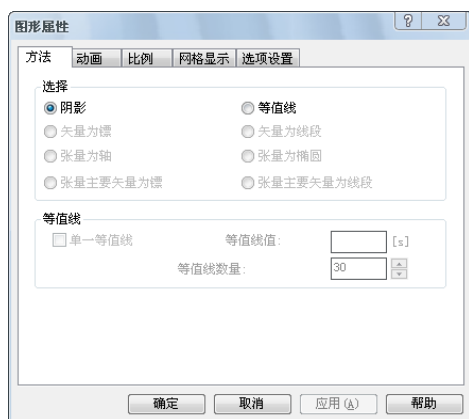 图形属性
方法 动画 比例 网格显示 选项设置
选择
阴影 等值线
矢量为镖 矢量为线段
张量为轴 张量为椭圆
张量主要矢量为镖 张量主要矢量为线段
等值线
单一等值线 等值线值: [s]
等值线数量: 30
确定 取消 应用(A) 帮助